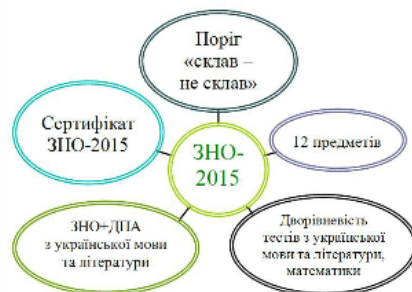 Поріг
«склав –
не склав»
Сертифікат
ЗНО-2015
ЗНО-
2015
12 предметів
ЗНО+ДПА
з української мови
та літератури
Дворівневість
тестів з української
мови та літератури,
математики